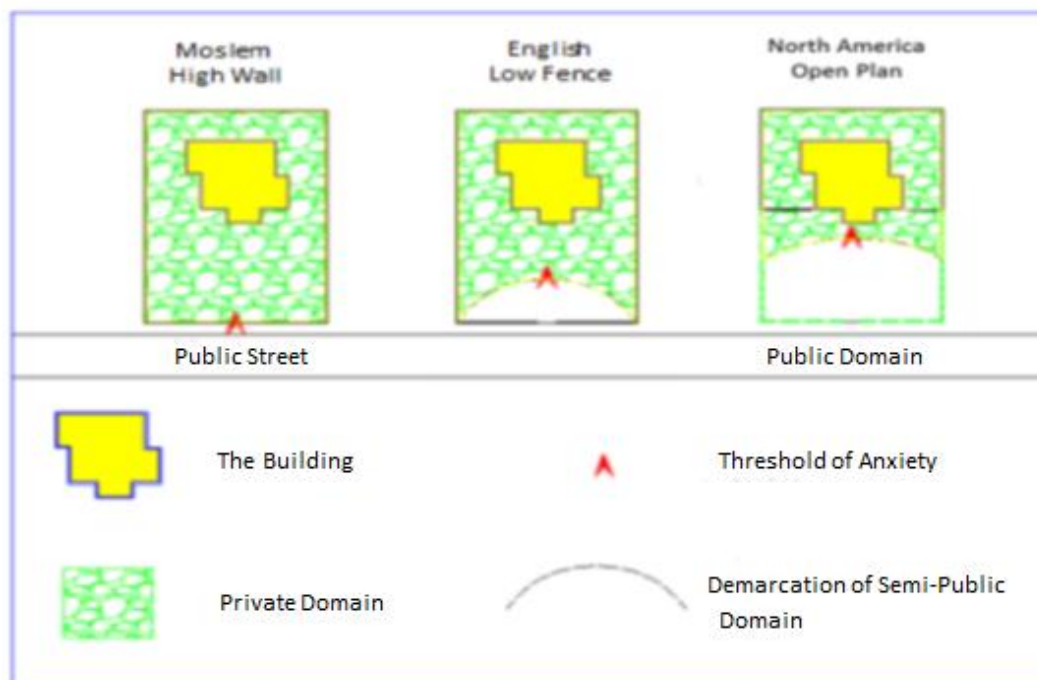 Moslem
High Wall
English
Low Fence
North America
Open Plan
Public Street
Public Domain
The Building
Threshold of Anxiety
Private Domain
Demarcation of Semi-Public
Domain